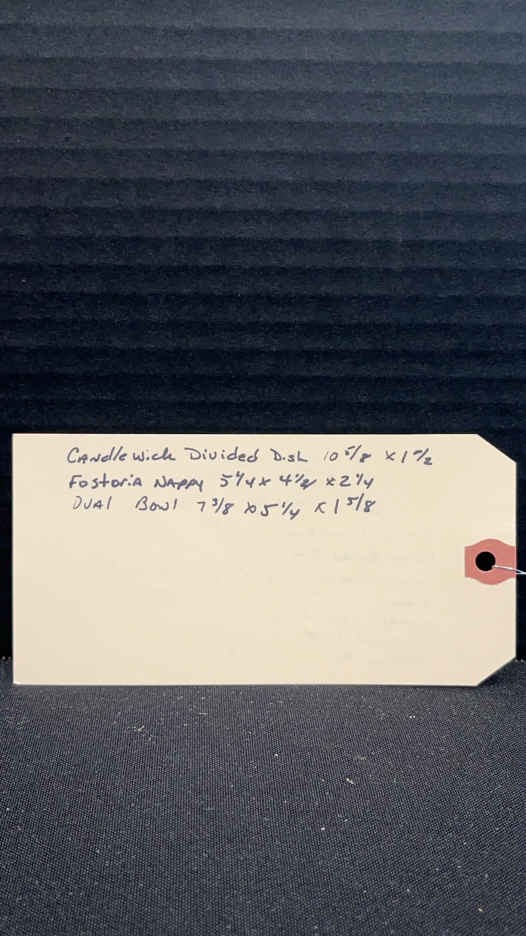 Candlewick Divided Dish 10 5/8 x 1 1/2
Fostoria Nappy 5 1/4 x 4 1/2 x 2 1/4
Oval Bowl 7 3/8 x 5 1/4 x 1 5/8